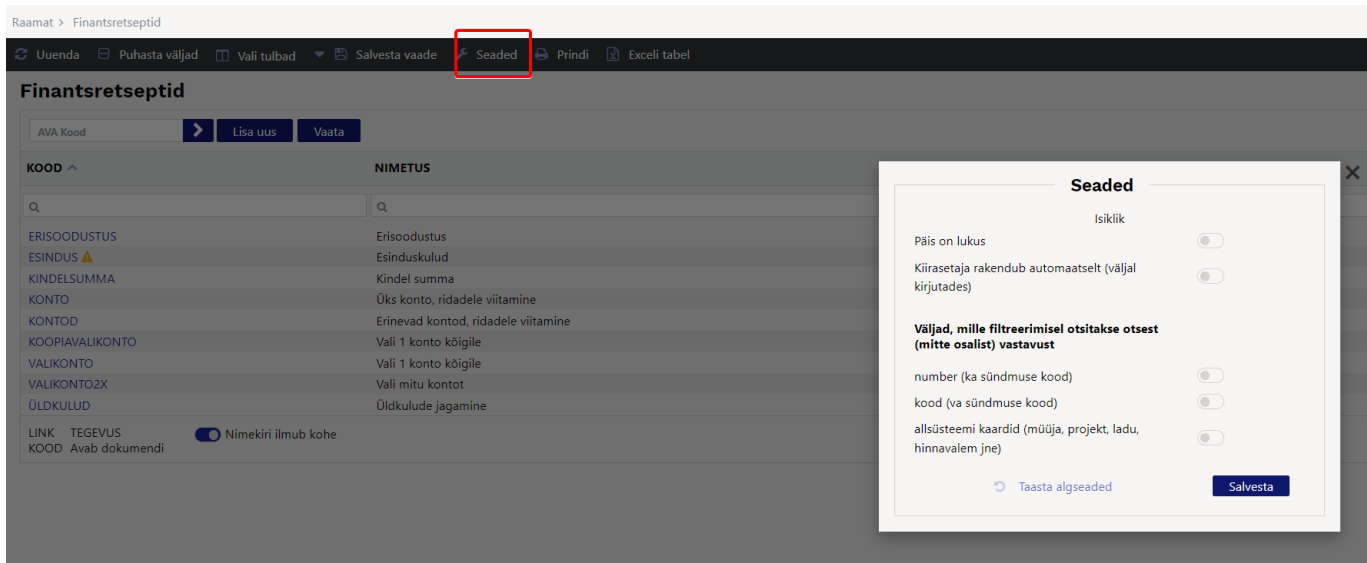 Raamat > Finantsretseptid
Uuenda Puhasta väljad Vali tulbad Salvesta vaade Seaded Prindi Exceli tabel
Finantsretseptid
AVA Kood Lisa uus Vaata
KOOD NIMETUS
ERISOODUSTUS Erisoodustus
ESINDUS Esinduskulud
KINDELSUMMA Kindel summa
KONTO Üks konto, ridadele viitamine
KONTOD Erinevad kontod, ridadele viitamine
KOOPIAVALIKONTO Vali 1 konto kõigile
VALIKONTO Vali 1 konto kõigile
VALIKONTO2X Vali mitu kontot
ÜLDKULUD Üldkulude jagamine
LINK TEGEVUS Nimekiri ilmub kohe
KOOD Avab dokumendi
Seaded
Isiklik
Päis on lukus
Kiirasetaja rakendub automaatselt (väljal
kirjutades)
Väljad, mille filtreerimisel otsitakse otsest
(mitte osalist) vastavust
number (ka sündmuse kood)
kood (va sündmuse kood)
allsüsteemi kaardid (müüja, projekt, ladu,
hinnavalem jne)
Taasta algseaded Salvesta